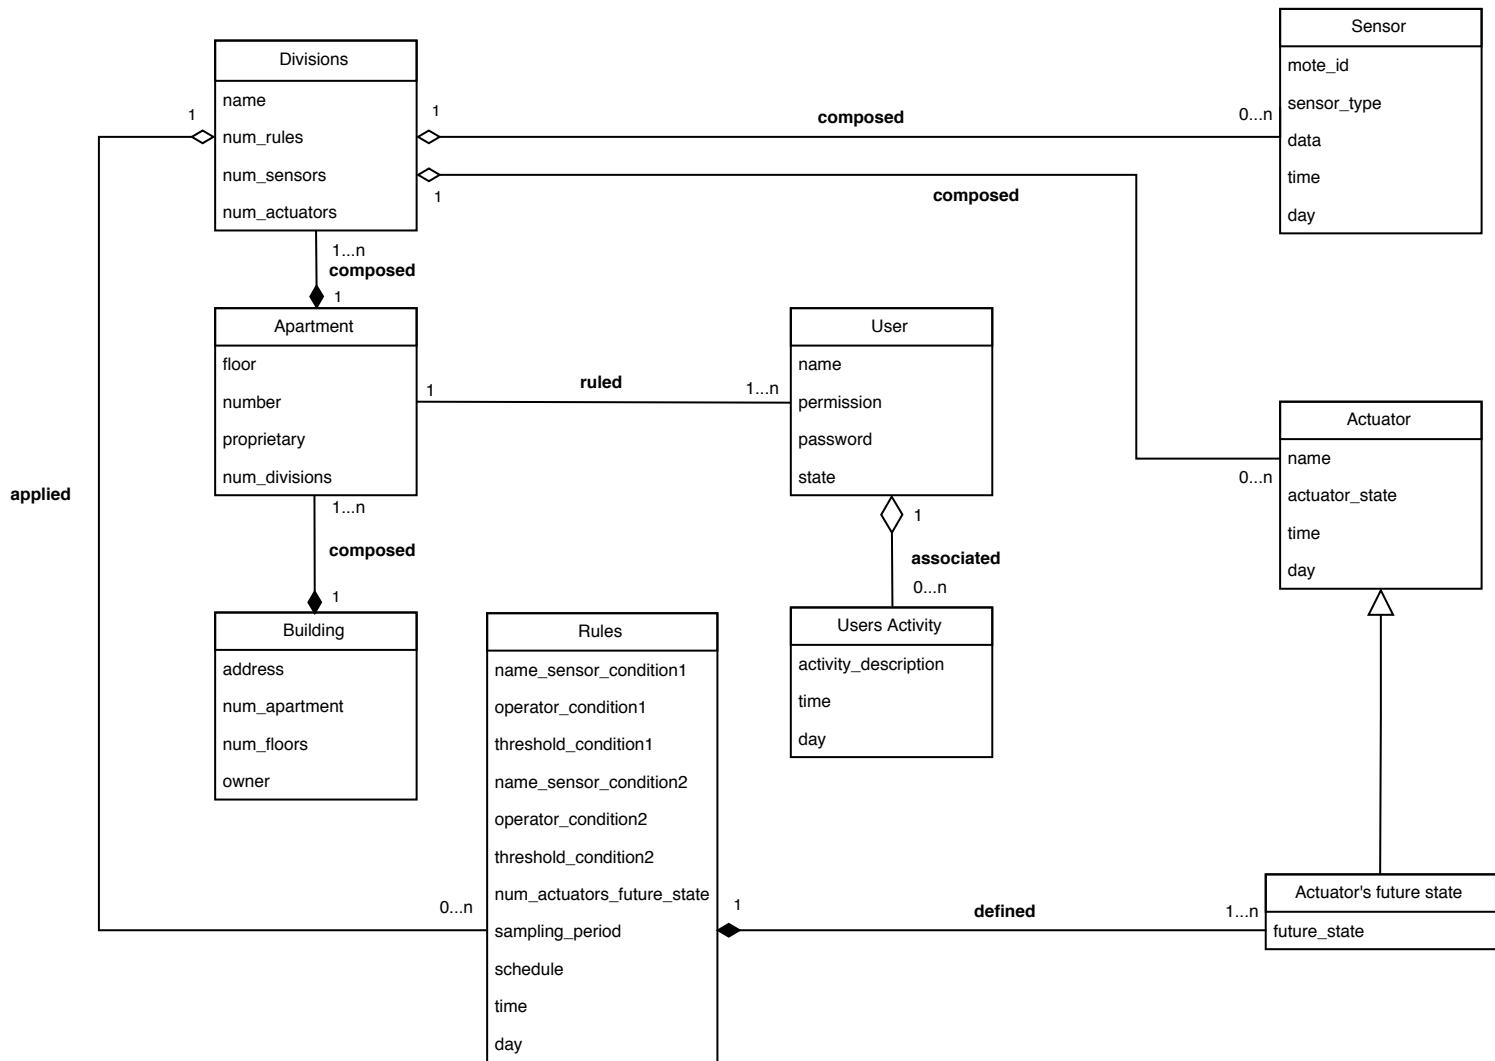 Divisions
name
num_rules
num_sensors
num_actuators
1
1
composed
0...n
1
composed
Sensor
mote_id
sensor_type
data
time
day
1...n
composed
1
Apartment
floor
number
proprietary
num_divisions
1
ruled
1...n
User
name
permission
password
state
Actuator
name
actuator_state
time
day
0...n
applied
1...n
composed
1
1
associated
0...n
Building
address
num_apartment
num_floors
owner
Rules
name_sensor_condition1
operator_condition1
threshold_condition1
name_sensor_condition2
operator_condition2
threshold_condition2
num_actuators_future_state
sampling_period
schedule
time
day
Users Activity
activity_description
time
day
0...n
1
defined
1...n
Actuator's future state
future_state